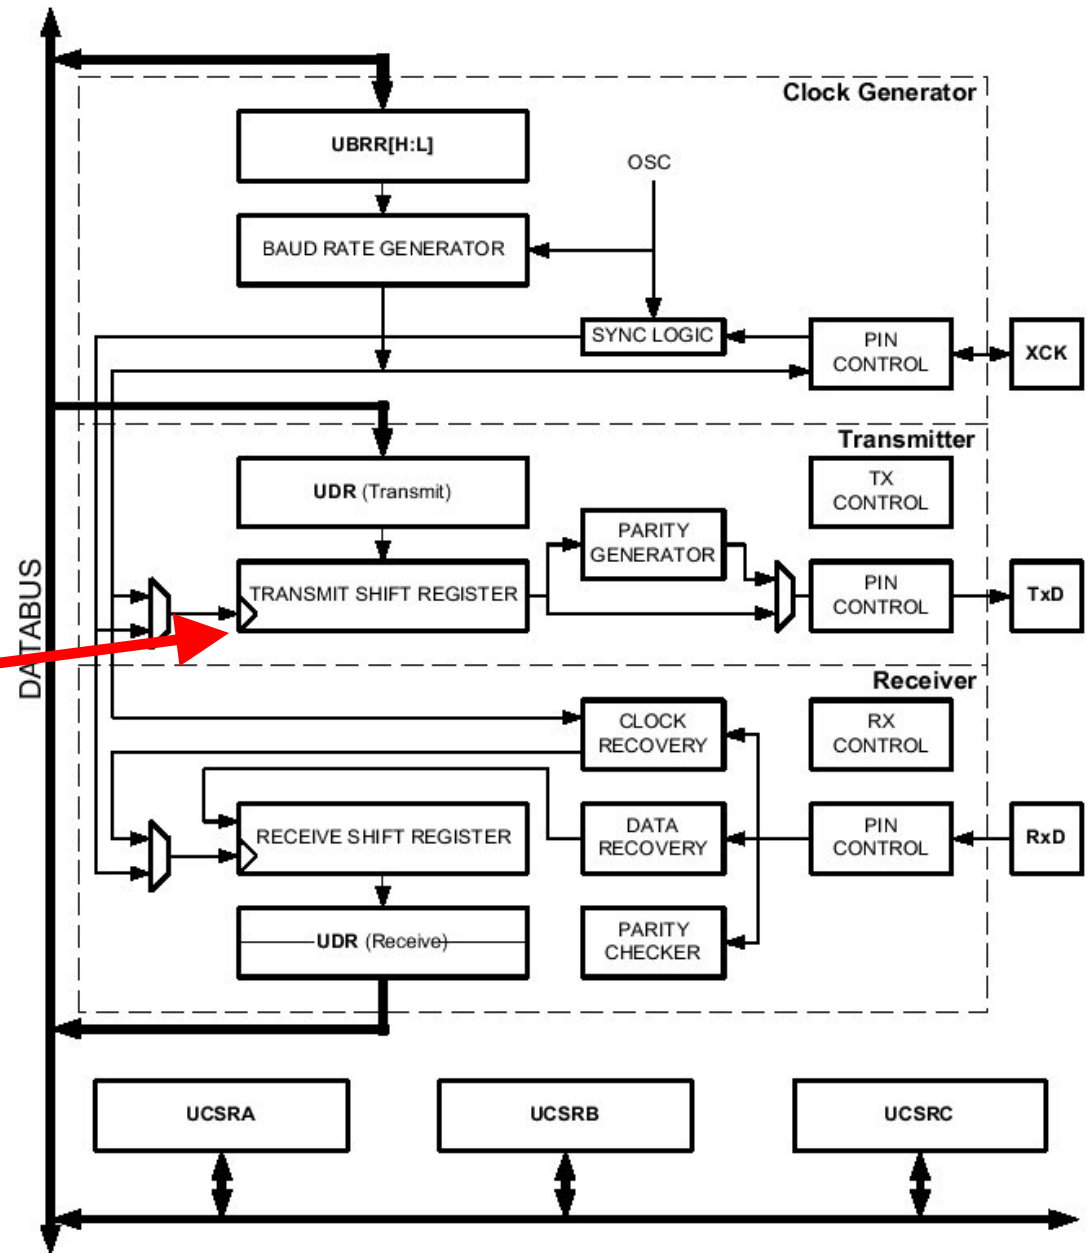 Clock Generator
UBRR[H:L]
OSC
BAUD RATE GENERATOR
SYNC LOGIC
PIN
CONTROL
XCK
DATABUS
Transmitter
UDR (Transmit)
TX
CONTROL
PARITY
GENERATOR
TRANSMIT SHIFT REGISTER
PIN
CONTROL
TxD
Receiver
CLOCK
RECOVERY
RX
CONTROL
RECEIVE SHIFT REGISTER
DATA
RECOVERY
PIN
CONTROL
RxD
UDR (Receive)
PARITY
CHECKER
UCSRA
UCSRB
UCSRC